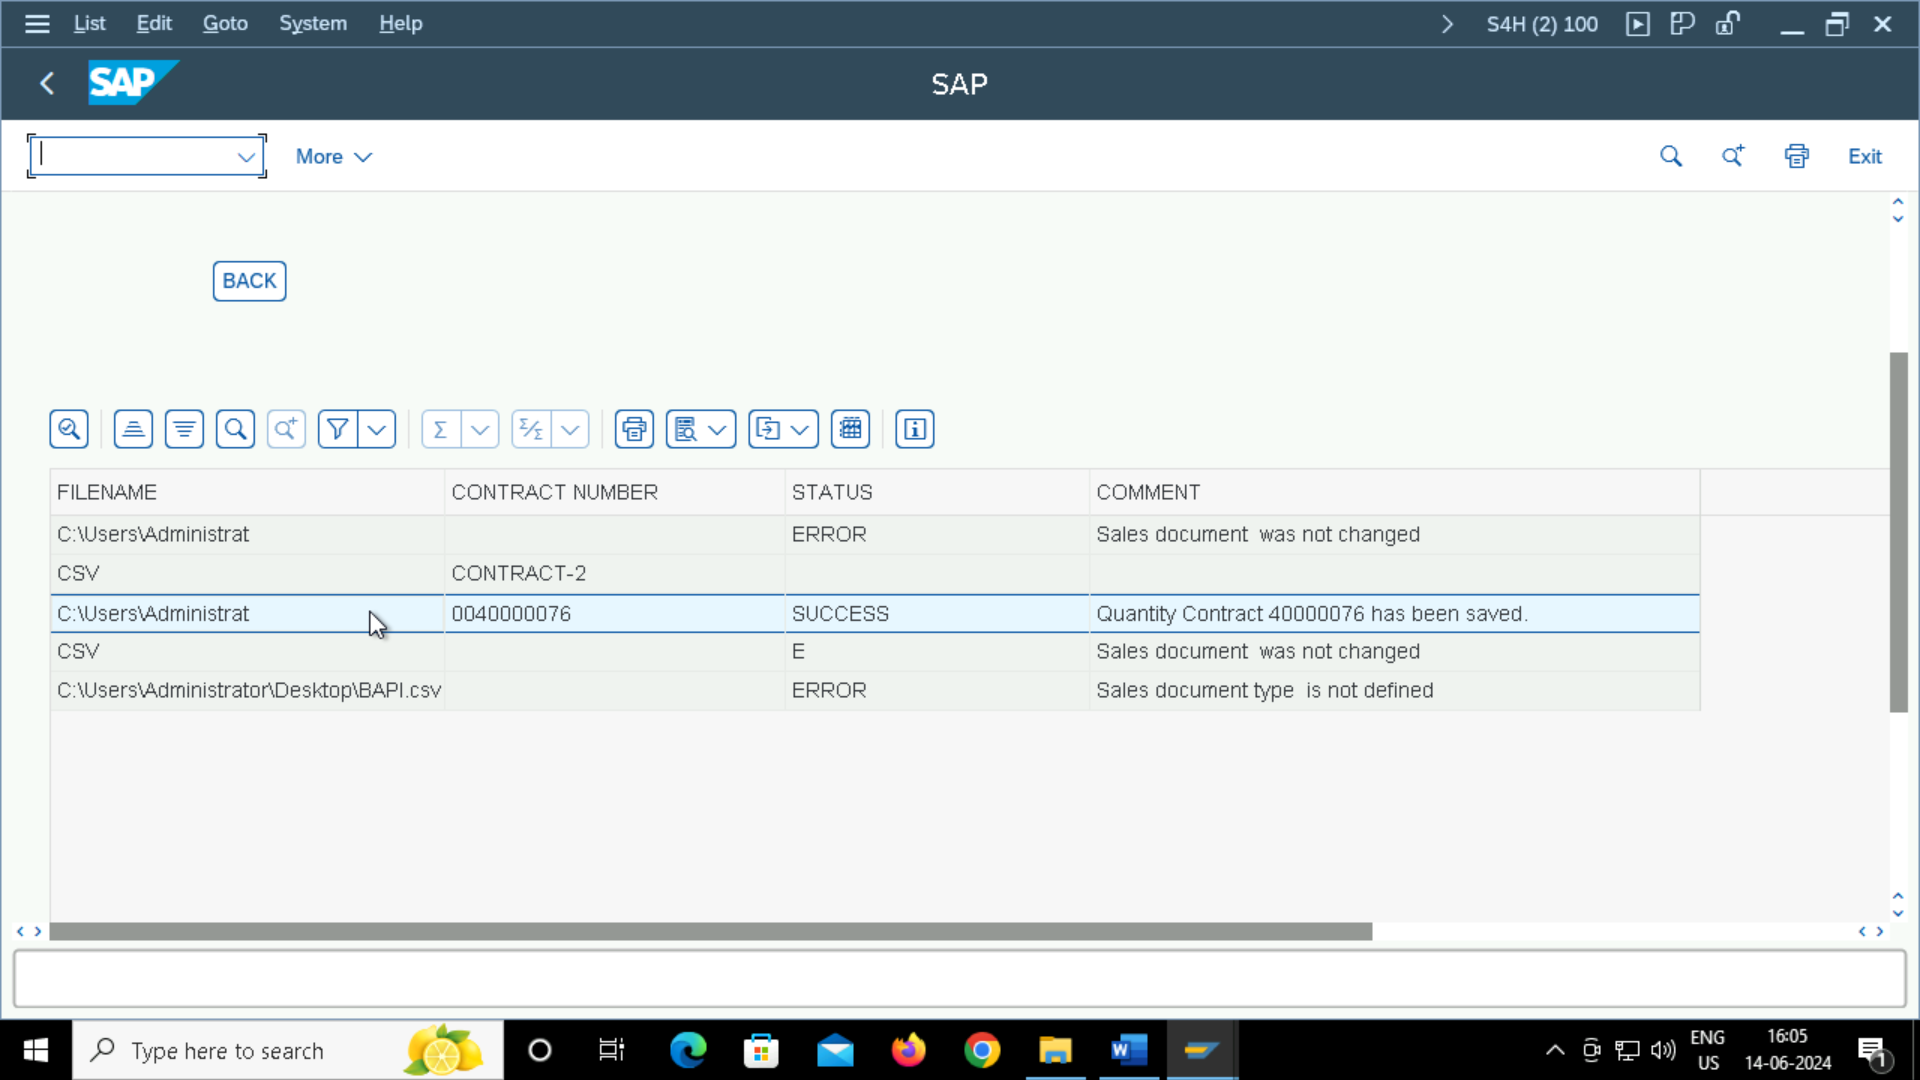 List Edit Goto System Help S4H (2) 100
SAP SAP
More Exit
BACK
FILENAME CONTRACT NUMBER STATUS COMMENT
C:\Users\Administrat ERROR Sales document  was not changed
CSV CONTRACT-2
C:\Users\Administrat 0040000076 SUCCESS Quantity Contract 40000076 has been saved.
CSV E Sales document  was not changed
C:\Users\Administrator\Desktop\BAPI.csv ERROR Sales document type  is not defined
Type here to search ENG 16:05
US 14-06-2024 1